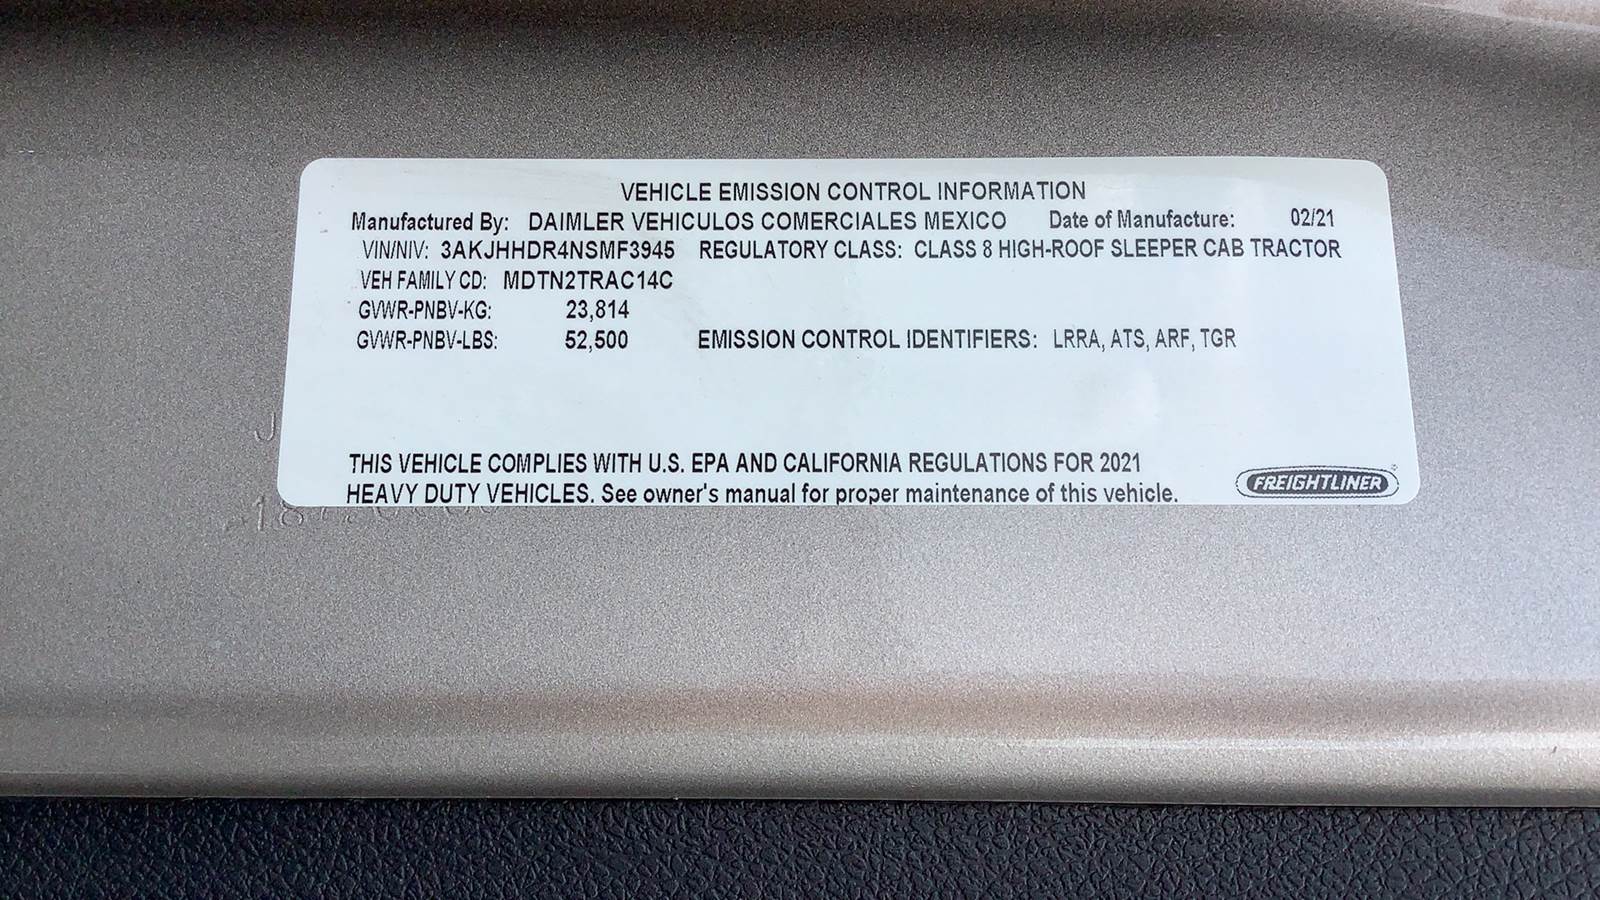 VEHICLE EMISSION CONTROL INFORMATION
Manufactured By: DAIMLER VEHICULOS COMERCIALES MEXICO Date of Manufacture: 02/21
VIN/NIV: 3AKJHHDR4NSMF3945 REGULATORY CLASS: CLASS 8 HIGH-ROOF SLEEPER CAB TRACTOR
VEH FAMILY CD: MDTN2TRAC14C
GVWR-PNBV-KG: 23,814
GVWR-PNBV-LBS: 52,500 EMISSION CONTROL IDENTIFIERS: LRRA, ATS, ARF, TGR
THIS VEHICLE COMPLIES WITH U.S. EPA AND CALIFORNIA REGULATIONS FOR 2021
HEAVY DUTY VEHICLES. See owner's manual for proper maintenance of this vehicle.
FREIGHTLINER